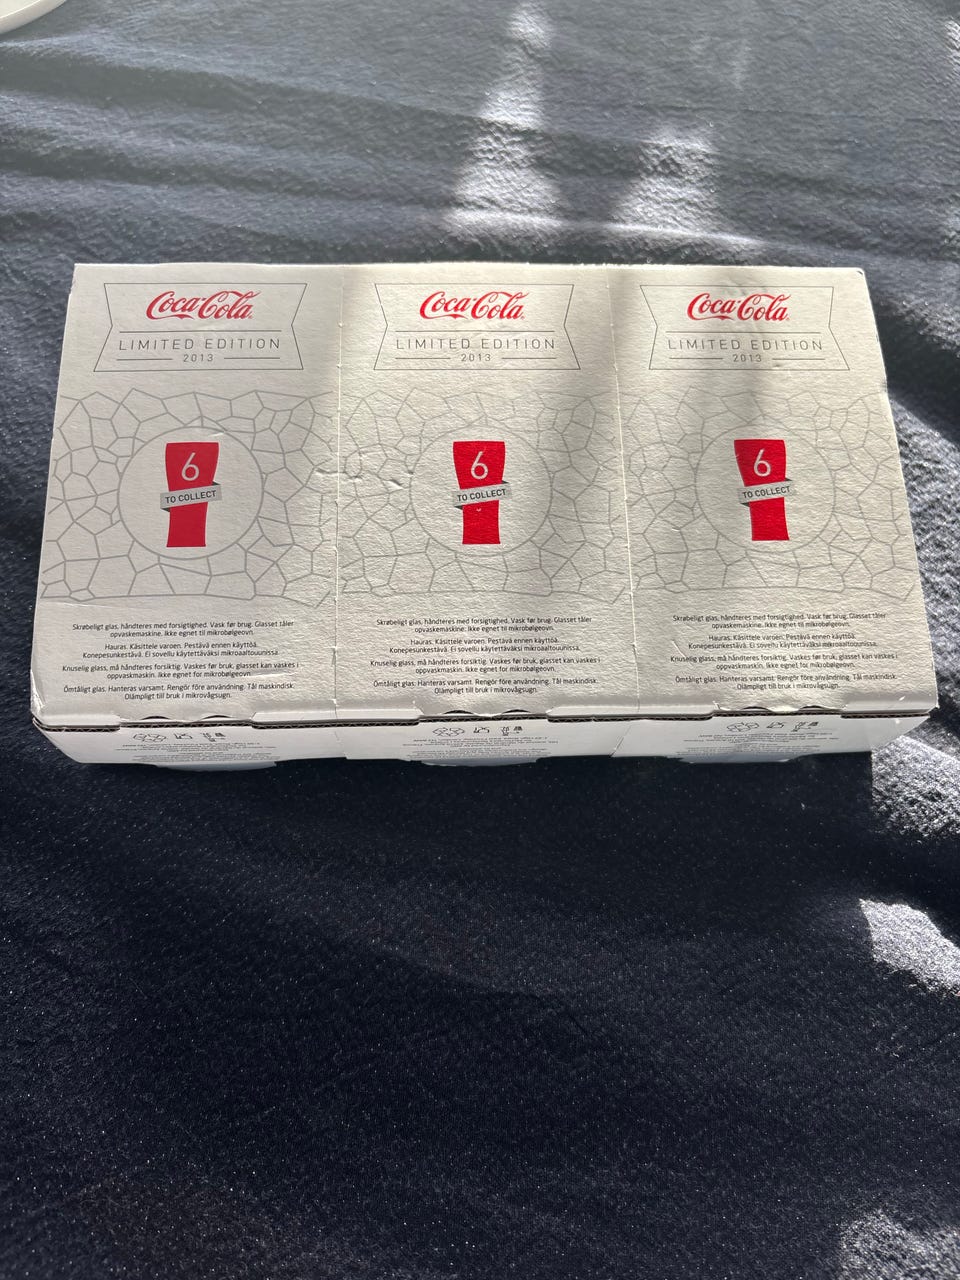 Coca-Cola
LIMITED EDITION
2013
6
TO COLLECT
Skrøbeligt glas, håndteres med forsigtighed. Vask før brug. Glasset tåler
opvaskemaskine. Ikke egnet til mikrobølgeovn.
Hauras. Käsittele varoen. Pestävä ennen käyttöä.
Konepesunkestävä. Ei sovellu käytettäväksi mikroaaltouunissa.
Knuselig glass, må håndteres forsiktig. Vaskes før bruk, glasset kan vaskes i
oppvaskmaskin. Ikke egnet for mikrobølgeovn.
Ömtåligt glas. Hanteras varsamt. Rengör före användning. Tål maskindisk.
Olämpligt till bruk i mikrovågsugn.
Coca-Cola
LIMITED EDITION
2013
6
TO COLLECT
Skrøbeligt glas, håndteres med forsigtighed. Vask før brug. Glasset tåler
opvaskemaskine. Ikke egnet til mikrobølgeovn.
Hauras. Käsittele varoen. Pestävä ennen käyttöä.
Konepesunkestävä. Ei sovellu käytettäväksi mikroaaltouunissa.
Knuselig glass, må håndteres forsiktig. Vaskes før bruk, glasset kan vaskes i
oppvaskmaskin. Ikke egnet for mikrobølgeovn.
Ömtåligt glas. Hanteras varsamt. Rengör före användning. Tål maskindisk.
Olämpligt till bruk i mikrovågsugn.
Coca-Cola
LIMITED EDITION
2013
6
TO COLLECT
Skrøbeligt glas, håndteres med forsigtighed. Vask før brug. Glasset tåler
opvaskemaskine. Ikke egnet til mikrobølgeovn.
Hauras. Käsittele varoen. Pestävä ennen käyttöä.
Konepesunkestävä. Ei sovellu käytettäväksi mikroaaltouunissa.
Knuselig glass, må håndteres forsiktig. Vaskes før bruk, glasset kan vaskes i
oppvaskmaskin. Ikke egnet for mikrobølgeovn.
Ömtåligt glas. Hanteras varsamt. Rengör före användning. Tål maskindisk.
Olämpligt till bruk i mikrovågsugn.